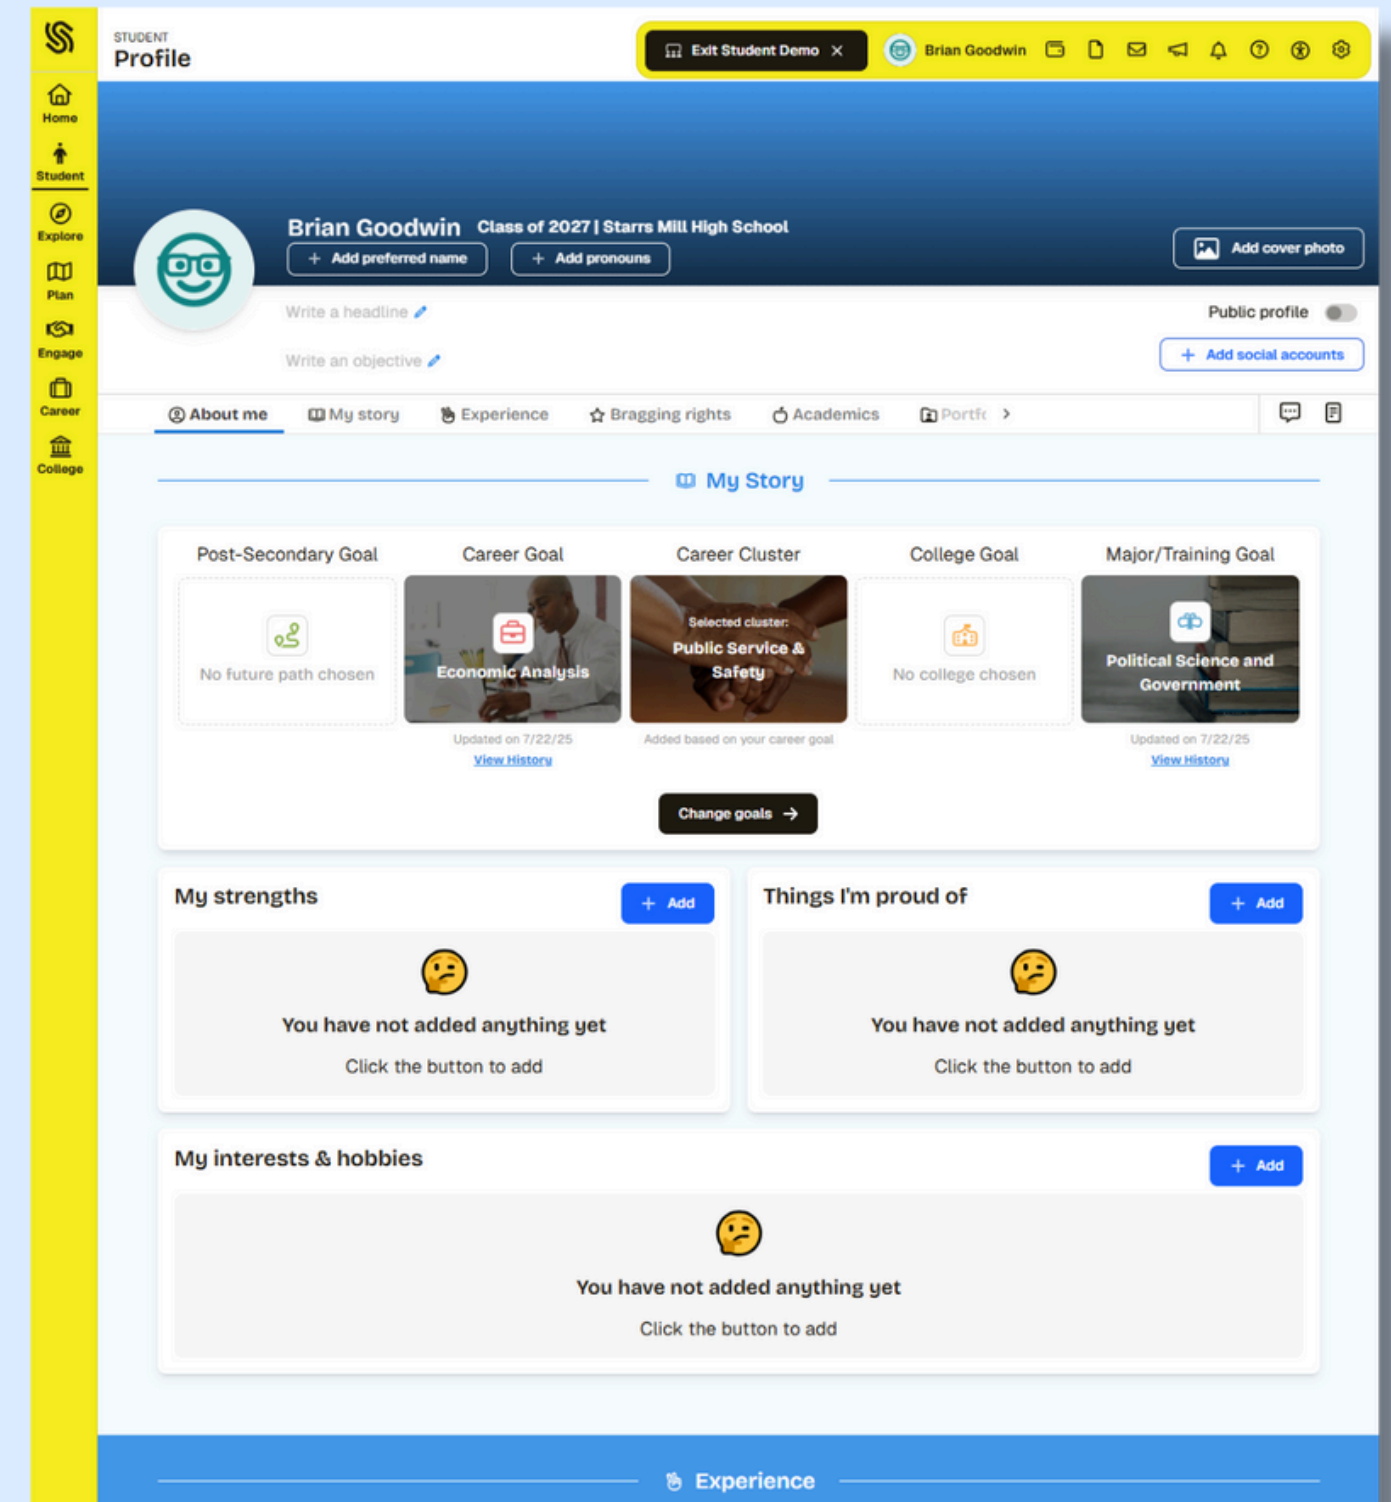 STUDENT
Profile
Exit Student Demo ×
Brian Goodwin
Home
Student
Explore
Plan
Engage
Career
College
Brian Goodwin Class of 2027 | Starrs Mill High School
+ Add preferred name + Add pronouns
Add cover photo
Write a headline
Public profile
Write an objective
+ Add social accounts
About me My story Experience Bragging rights Academics Portfo >
My Story
Post-Secondary Goal Career Goal Career Cluster College Goal Major/Training Goal
No future path chosen
Economic Analysis
Selected cluster:
Public Service &
Safety
No college chosen
Political Science and
Government
Updated on 7/22/25 Added based on your career goal Updated on 7/22/25
View History View History
Change goals →
My strengths + Add
You have not added anything yet
Click the button to add
Things I'm proud of + Add
You have not added anything yet
Click the button to add
My interests & hobbies + Add
You have not added anything yet
Click the button to add
Experience